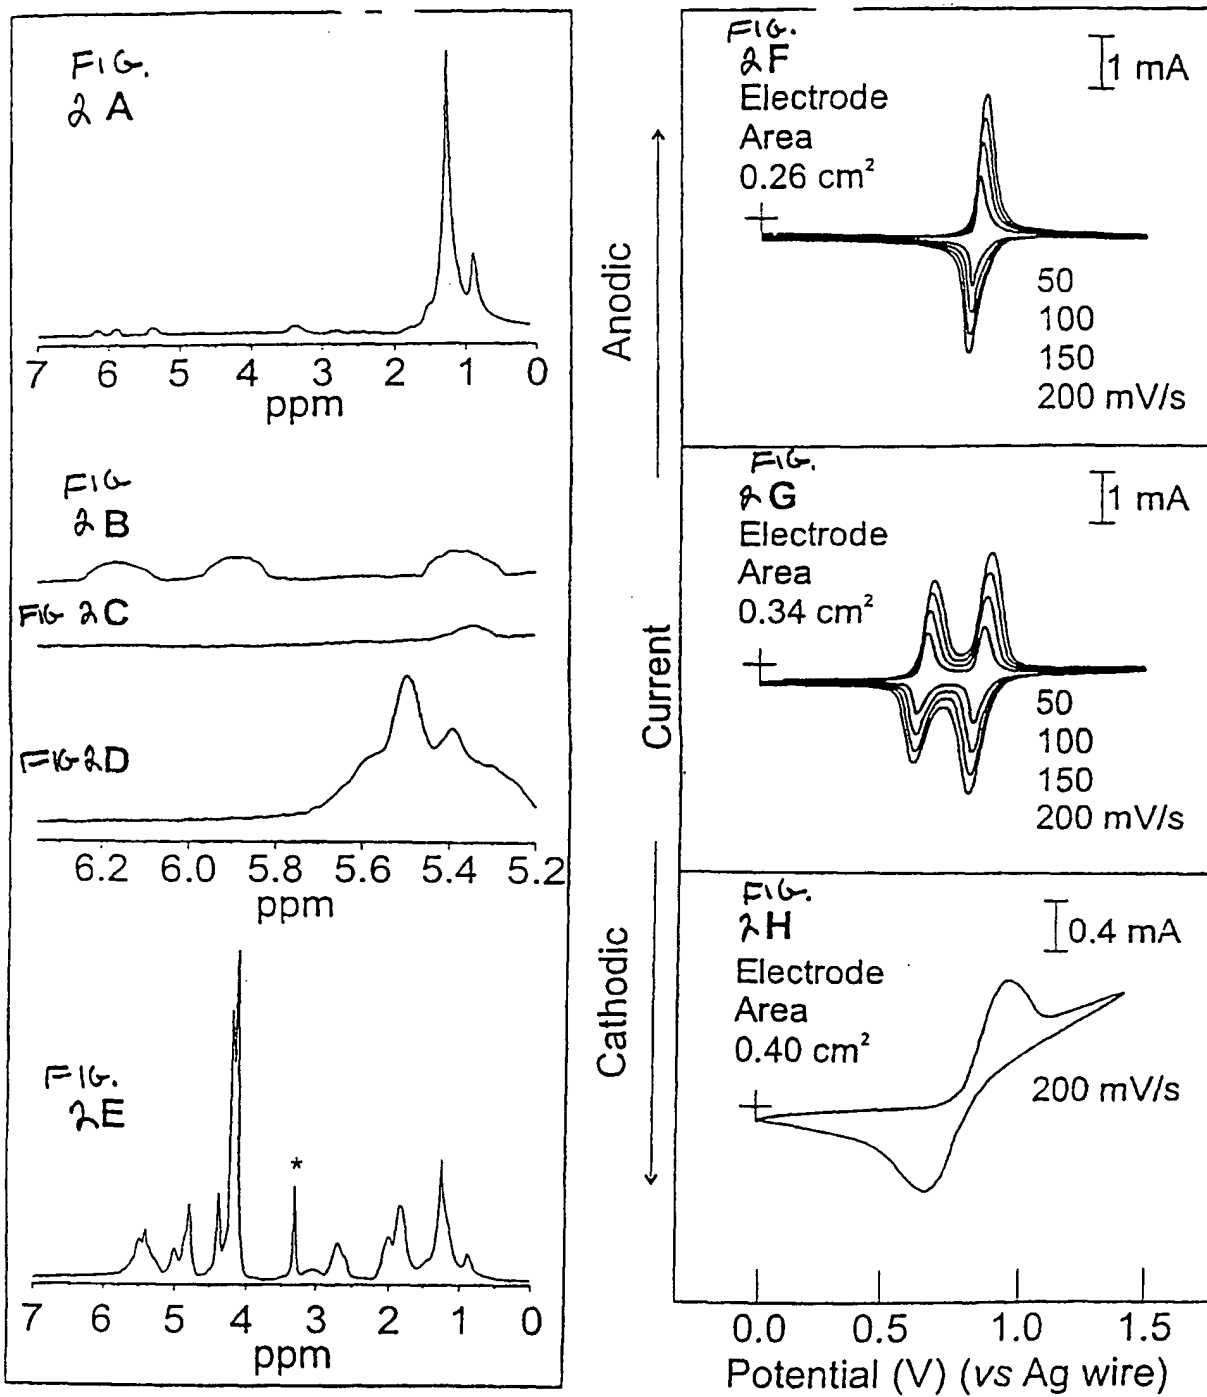 FIG.
2 A
7 6 5 4 3 2 1 0
ppm
FIG
2 B
FIG 2C
FIG 2D
6.2 6.0 5.8 5.6 5.4 5.2
ppm
FIG.
2E
*
7 6 5 4 3 2 1 0
ppm
Anodic
Current
Cathodic
FIG.
2F
1 mA
Electrode
Area
0.26 cm²
50
100
150
200 mV/s
FIG.
2G
1 mA
Electrode
Area
0.34 cm²
50
100
150
200 mV/s
FIG.
2H
0.4 mA
Electrode
Area
0.40 cm²
200 mV/s
0.0 0.5 1.0 1.5
Potential (V) (vs Ag wire)